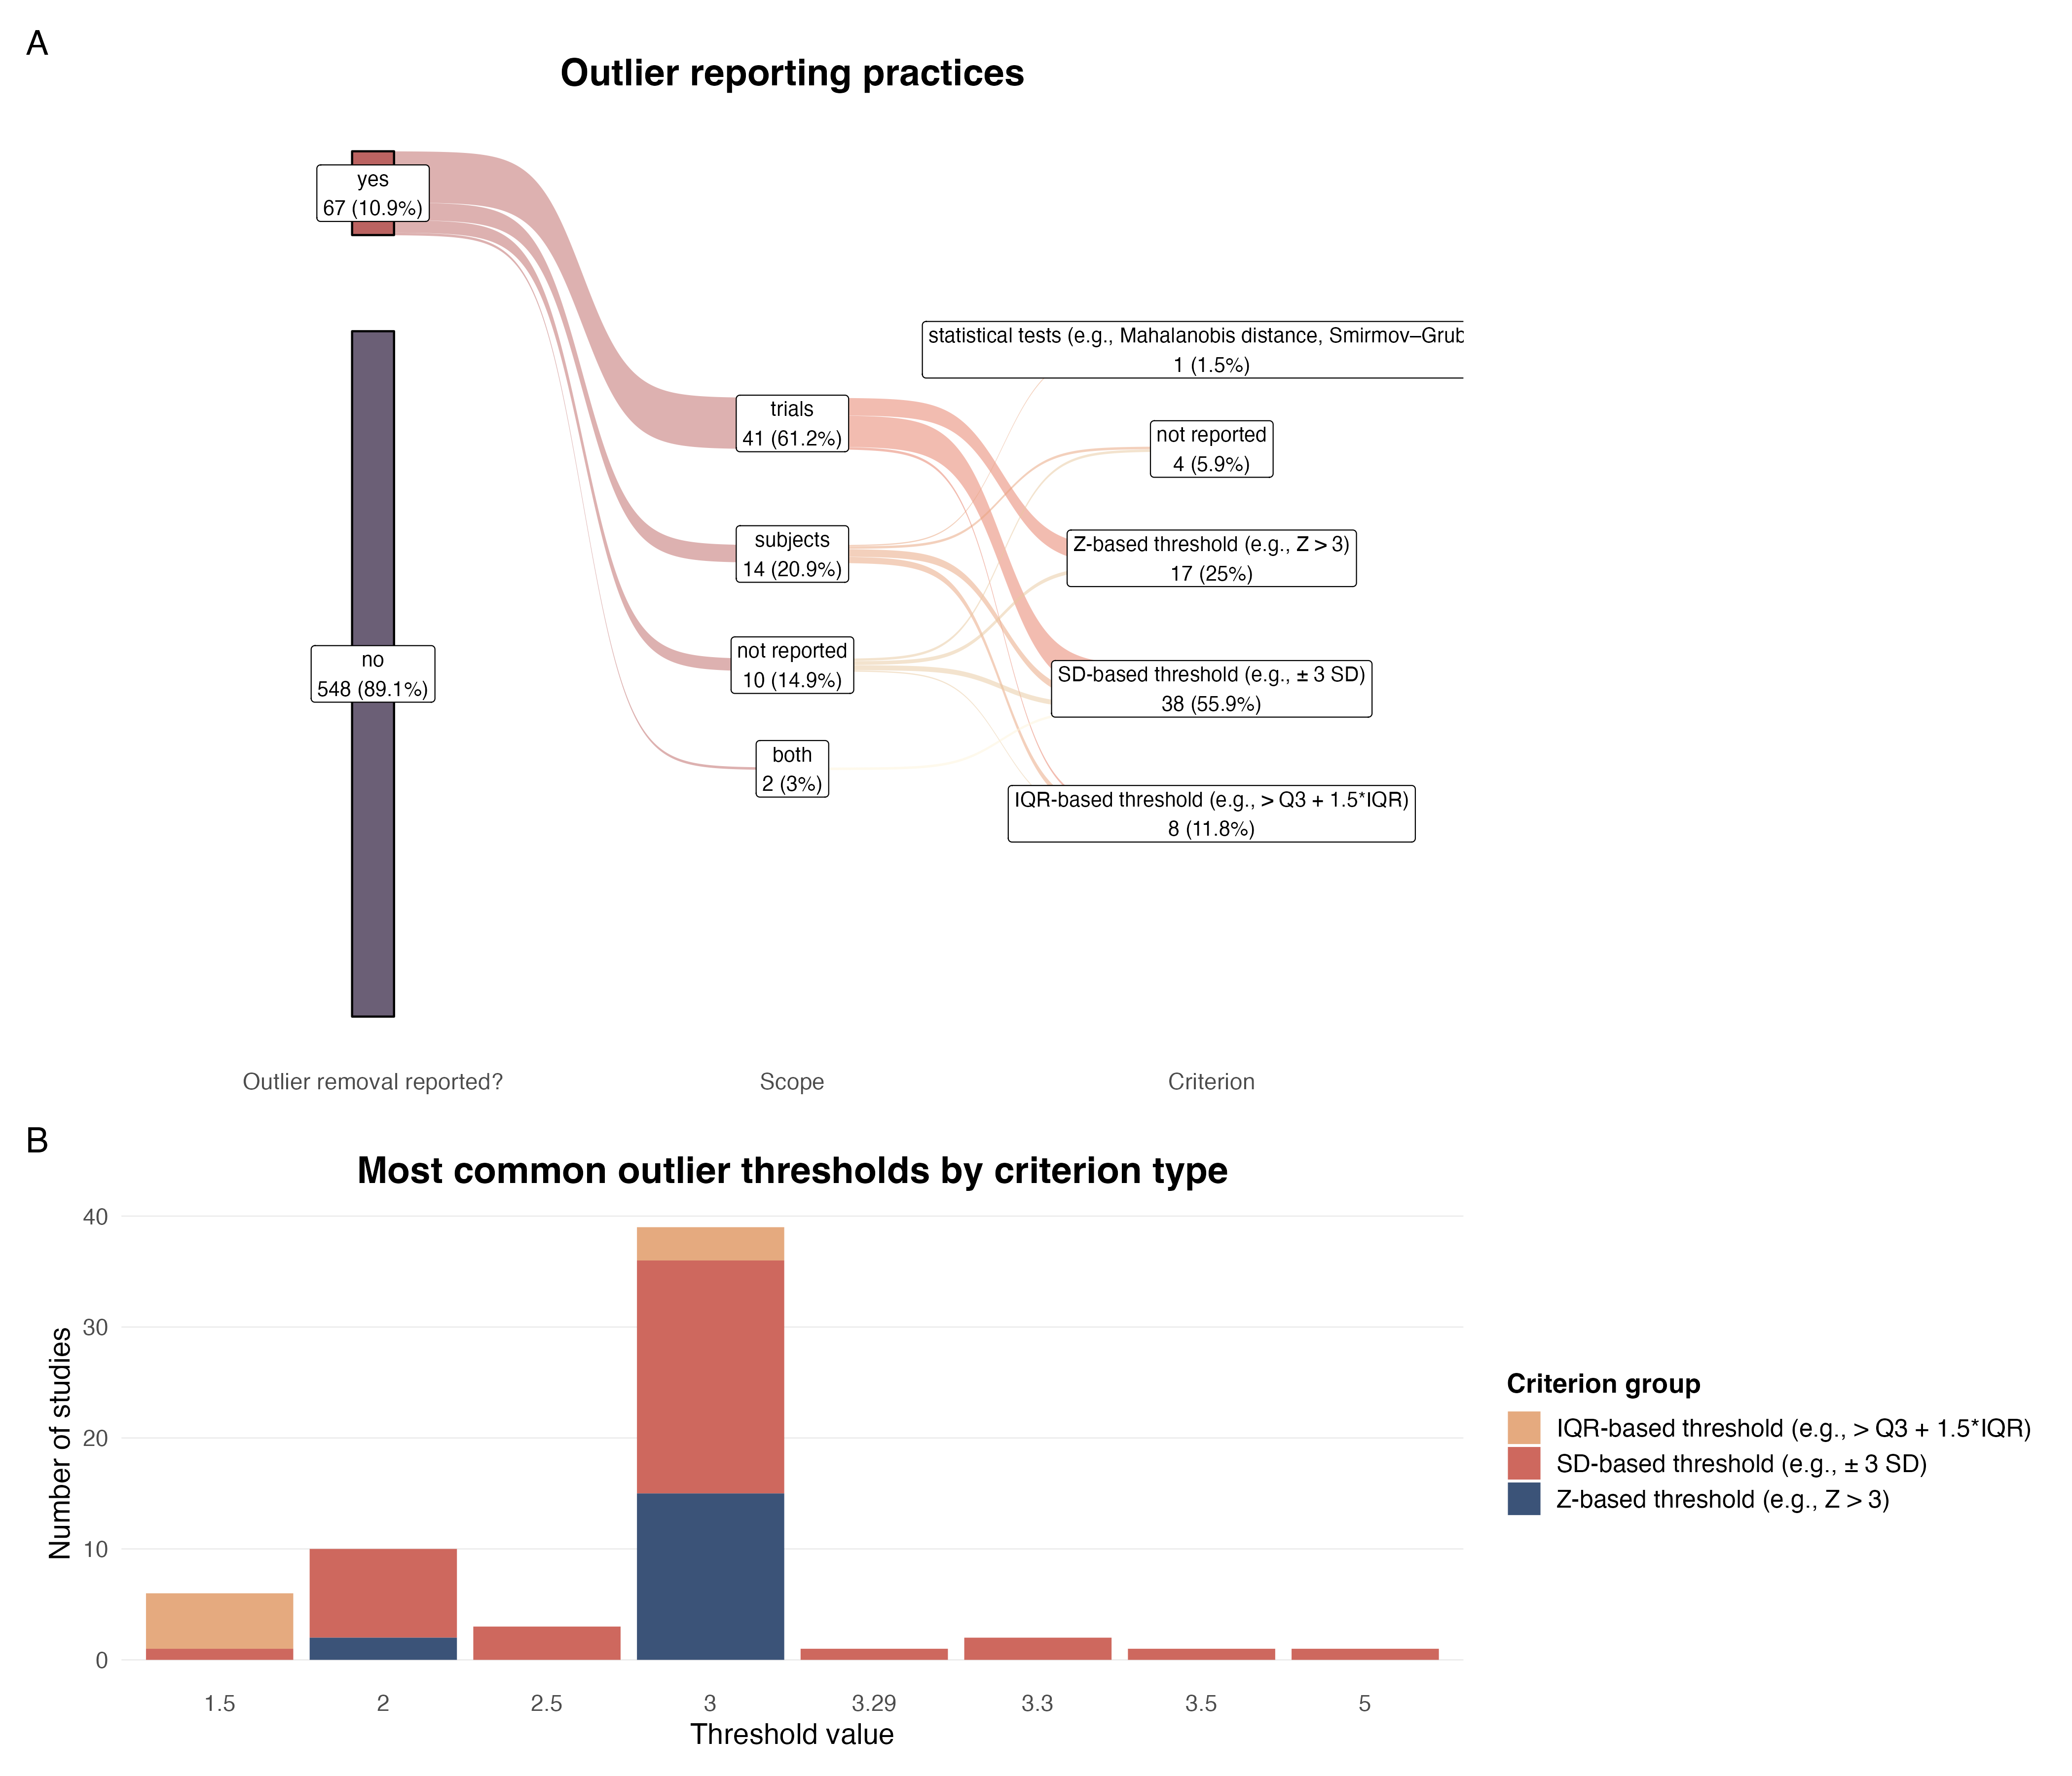 A
Outlier reporting practices
yes
67 (10.9%)
no
548 (89.1%)
trials
41 (61.2%)
subjects
14 (20.9%)
not reported
10 (14.9%)
both
2 (3%)
statistical tests (e.g., Mahalanobis distance, Smirmov–Grub
1 (1.5%)
not reported
4 (5.9%)
Z-based threshold (e.g., Z > 3)
17 (25%)
SD-based threshold (e.g., ± 3 SD)
38 (55.9%)
IQR-based threshold (e.g., > Q3 + 1.5*IQR)
8 (11.8%)
Outlier removal reported?
Scope
Criterion
B
Most common outlier thresholds by criterion type
Number of studies
40
30
20
10
0
1.5
2
2.5
3
3.29
3.3
3.5
5
Threshold value
Criterion group
IQR-based threshold (e.g., > Q3 + 1.5*IQR)
SD-based threshold (e.g., ± 3 SD)
Z-based threshold (e.g., Z > 3)